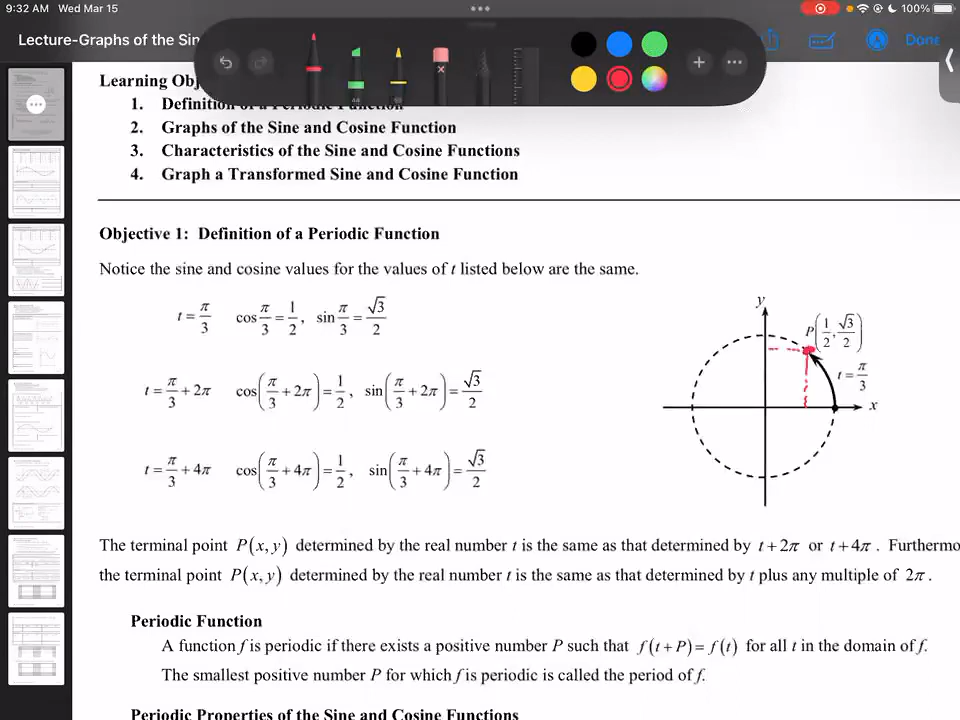 9:32 AM Wed Mar 15
100%
Lecture-Graphs of the Sin
Done
Learning Obj
1. Definition of a Periodic Function
2. Graphs of the Sine and Cosine Function
3. Characteristics of the Sine and Cosine Functions
4. Graph a Transformed Sine and Cosine Function
Objective 1: Definition of a Periodic Function
Notice the sine and cosine values for the values of t listed below are the same.
t = π/3 cos π/3 = 1/2, sin π/3 = √3/2
t = π/3 + 2π cos(π/3 + 2π) = 1/2, sin(π/3 + 2π) = √3/2
t = π/3 + 4π cos(π/3 + 4π) = 1/2, sin(π/3 + 4π) = √3/2
y
P(1/2, √3/2)
t = π/3
x
The terminal point P(x, y) determined by the real number t is the same as that determined by t + 2π or t + 4π. Furthermo
the terminal point P(x, y) determined by the real number t is the same as that determined by t plus any multiple of 2π.
Periodic Function
A function f is periodic if there exists a positive number P such that f(t + P) = f(t) for all t in the domain of f.
The smallest positive number P for which f is periodic is called the period of f.
Periodic Properties of the Sine and Cosine Functions